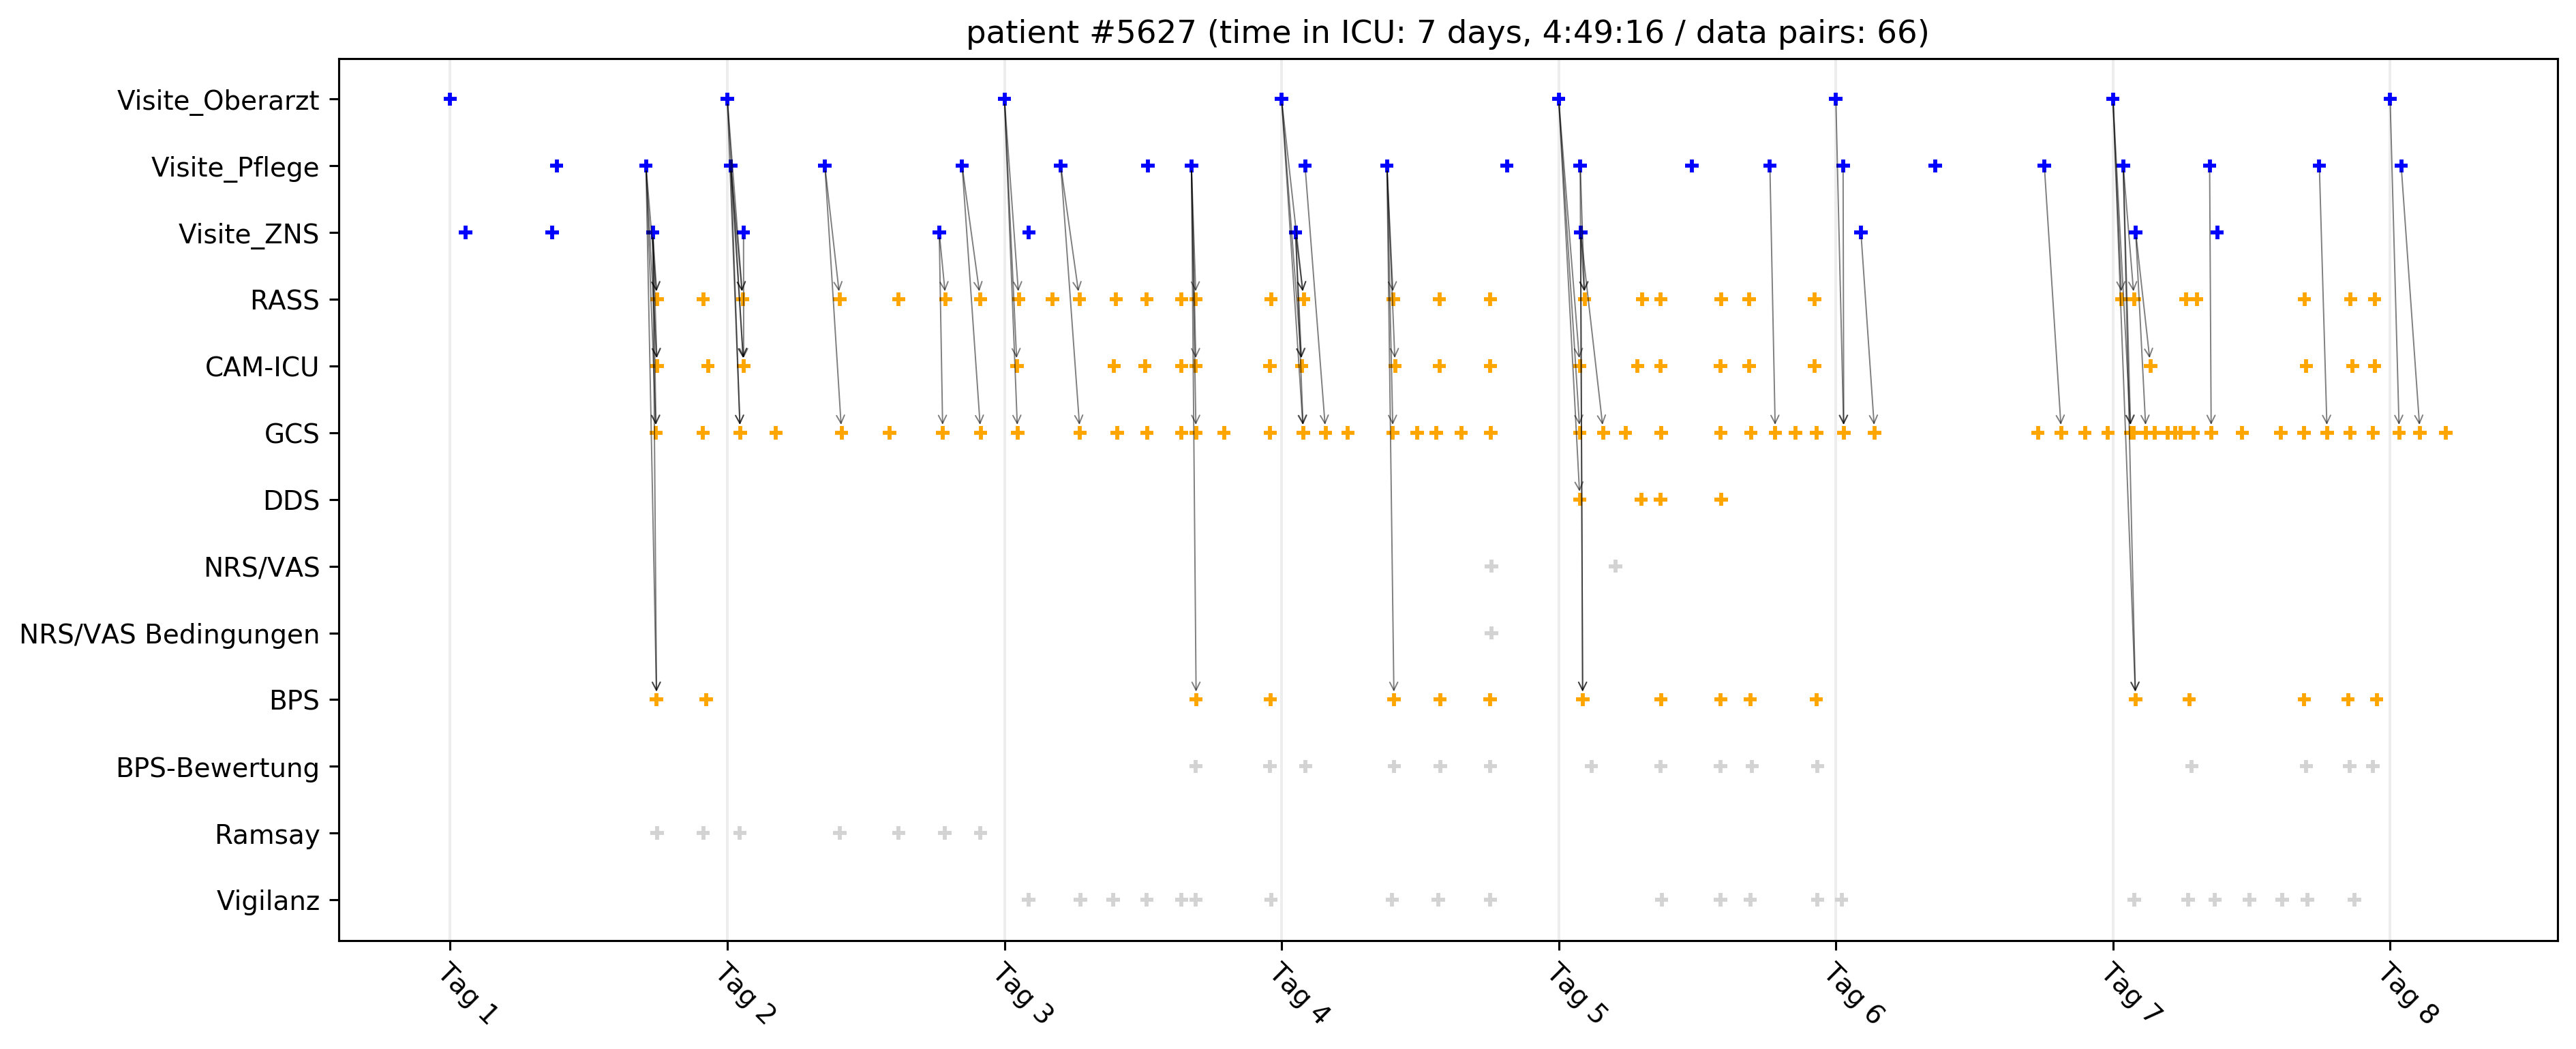 patient #5627 (time in ICU: 7 days, 4:49:16 / data pairs: 66)
Visite_Oberarzt
Visite_Pflege
Visite_ZNS
RASS
CAM-ICU
GCS
DDS
NRS/VAS
NRS/VAS Bedingungen
BPS
BPS-Bewertung
Ramsay
Vigilanz
Tag 1
Tag 2
Tag 3
Tag 4
Tag 5
Tag 6
Tag 7
Tag 8